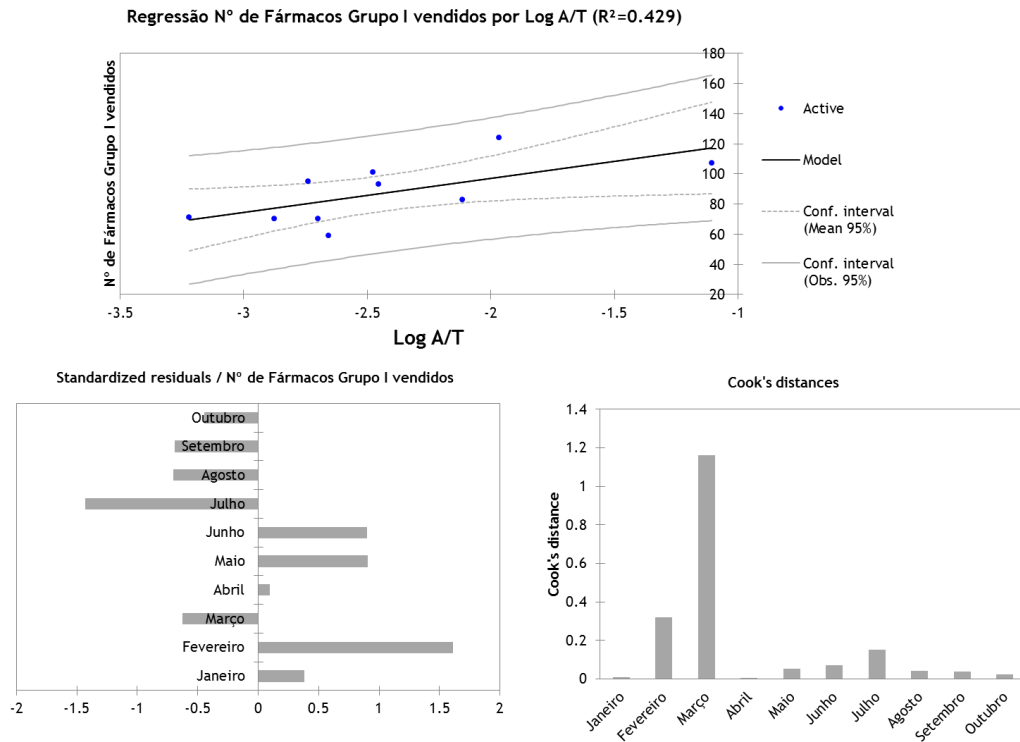 Regressão Nº de Fármacos Grupo I vendidos por Log A/T (R²=0.429)
Nº de Fármacos Grupo I vendidos
180
160
140
120
100
80
60
40
20
-3.5
-3
-2.5
-2
-1.5
-1
Log A/T
Active
Model
Conf. interval
(Mean 95%)
Conf. interval
(Obs. 95%)
Standardized residuals / Nº de Fármacos Grupo I vendidos
Outubro
Setembro
Agosto
Julho
Junho
Maio
Abril
Março
Fevereiro
Janeiro
-2
-1.5
-1
-0.5
0
0.5
1
1.5
2
Cook's distances
Cook's distance
1.4
1.2
1
0.8
0.6
0.4
0.2
0
Janeiro
Fevereiro
Março
Abril
Maio
Junho
Julho
Agosto
Setembro
Outubro